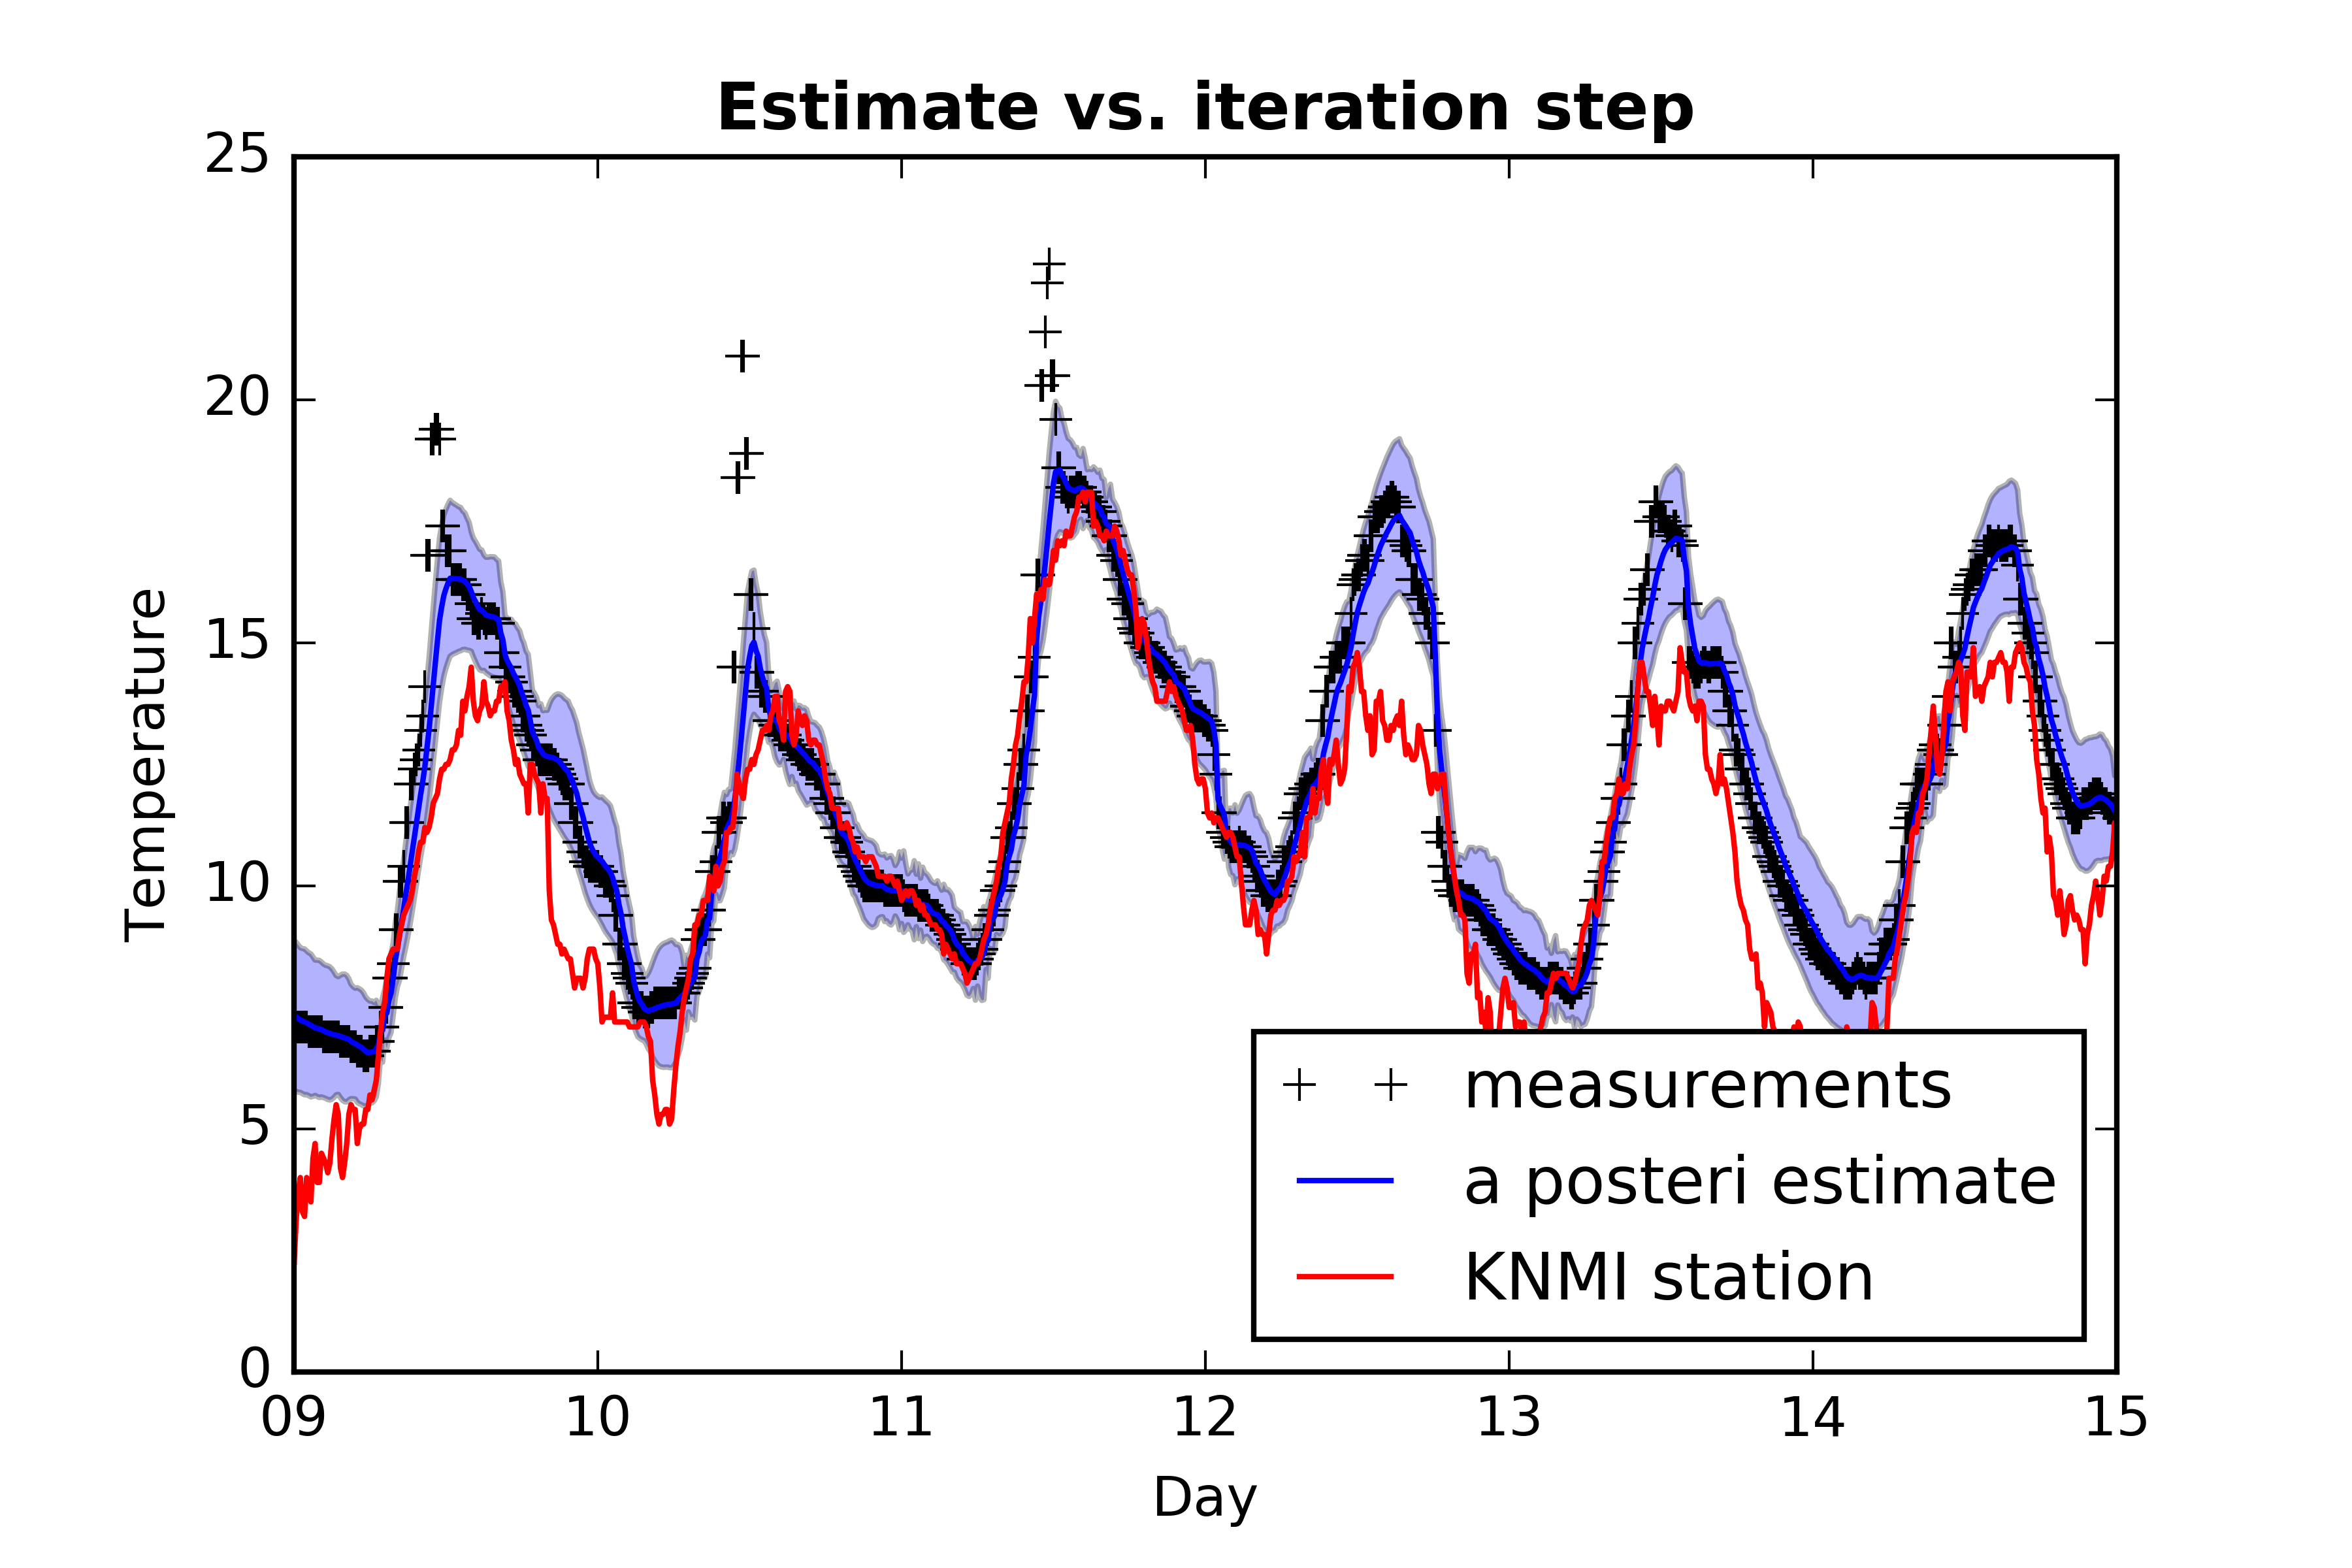 Estimate vs. iteration step
25
20
15
10
5
0
Temperature
09 10 11 12 13 14 15
Day
measurements
a posteri estimate
KNMI station